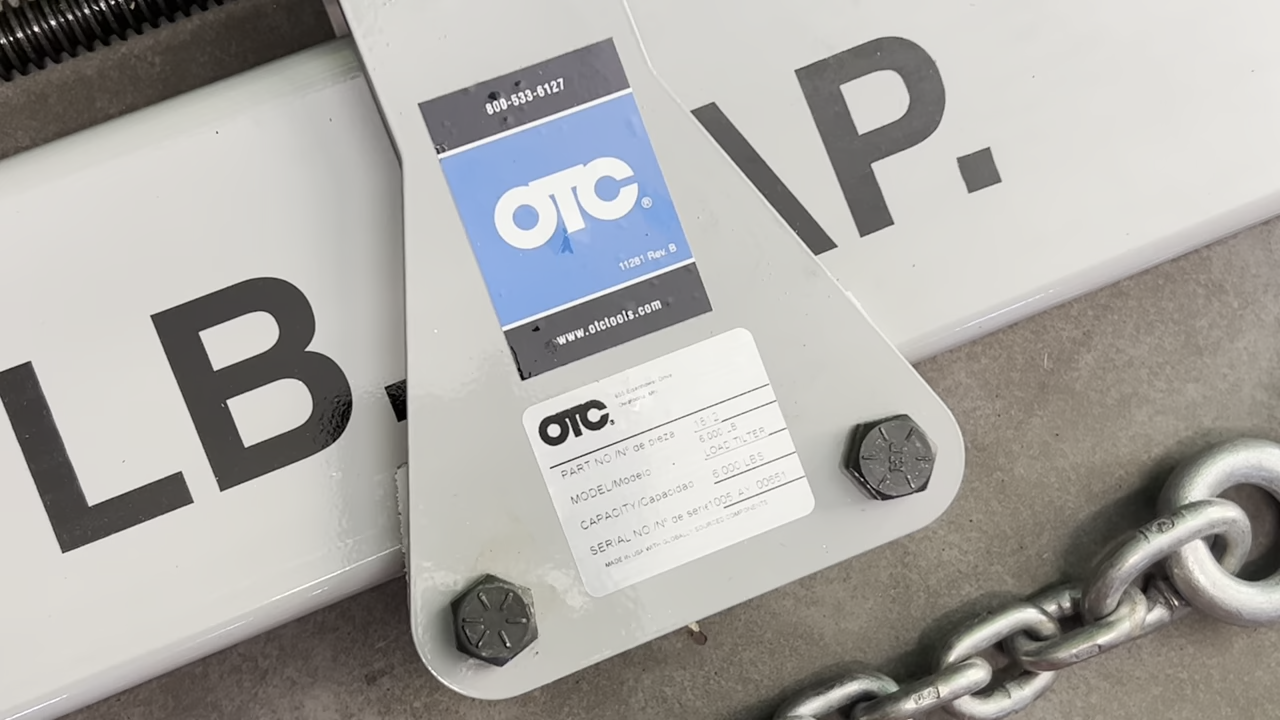 800-533-6127
OTC®
11281 Rev. B
www.otctools.com
LB. AP.
OTC
PART NO /Nº de pieza
6,000 LB
MODEL/Modelo LOAD TILTER
CAPACITY/Capacidad 6,000 LBS
SERIAL NO /Nº de serie 1005 AY 00651
MADE IN USA WITH GLOBALLY SOURCED COMPONENTS